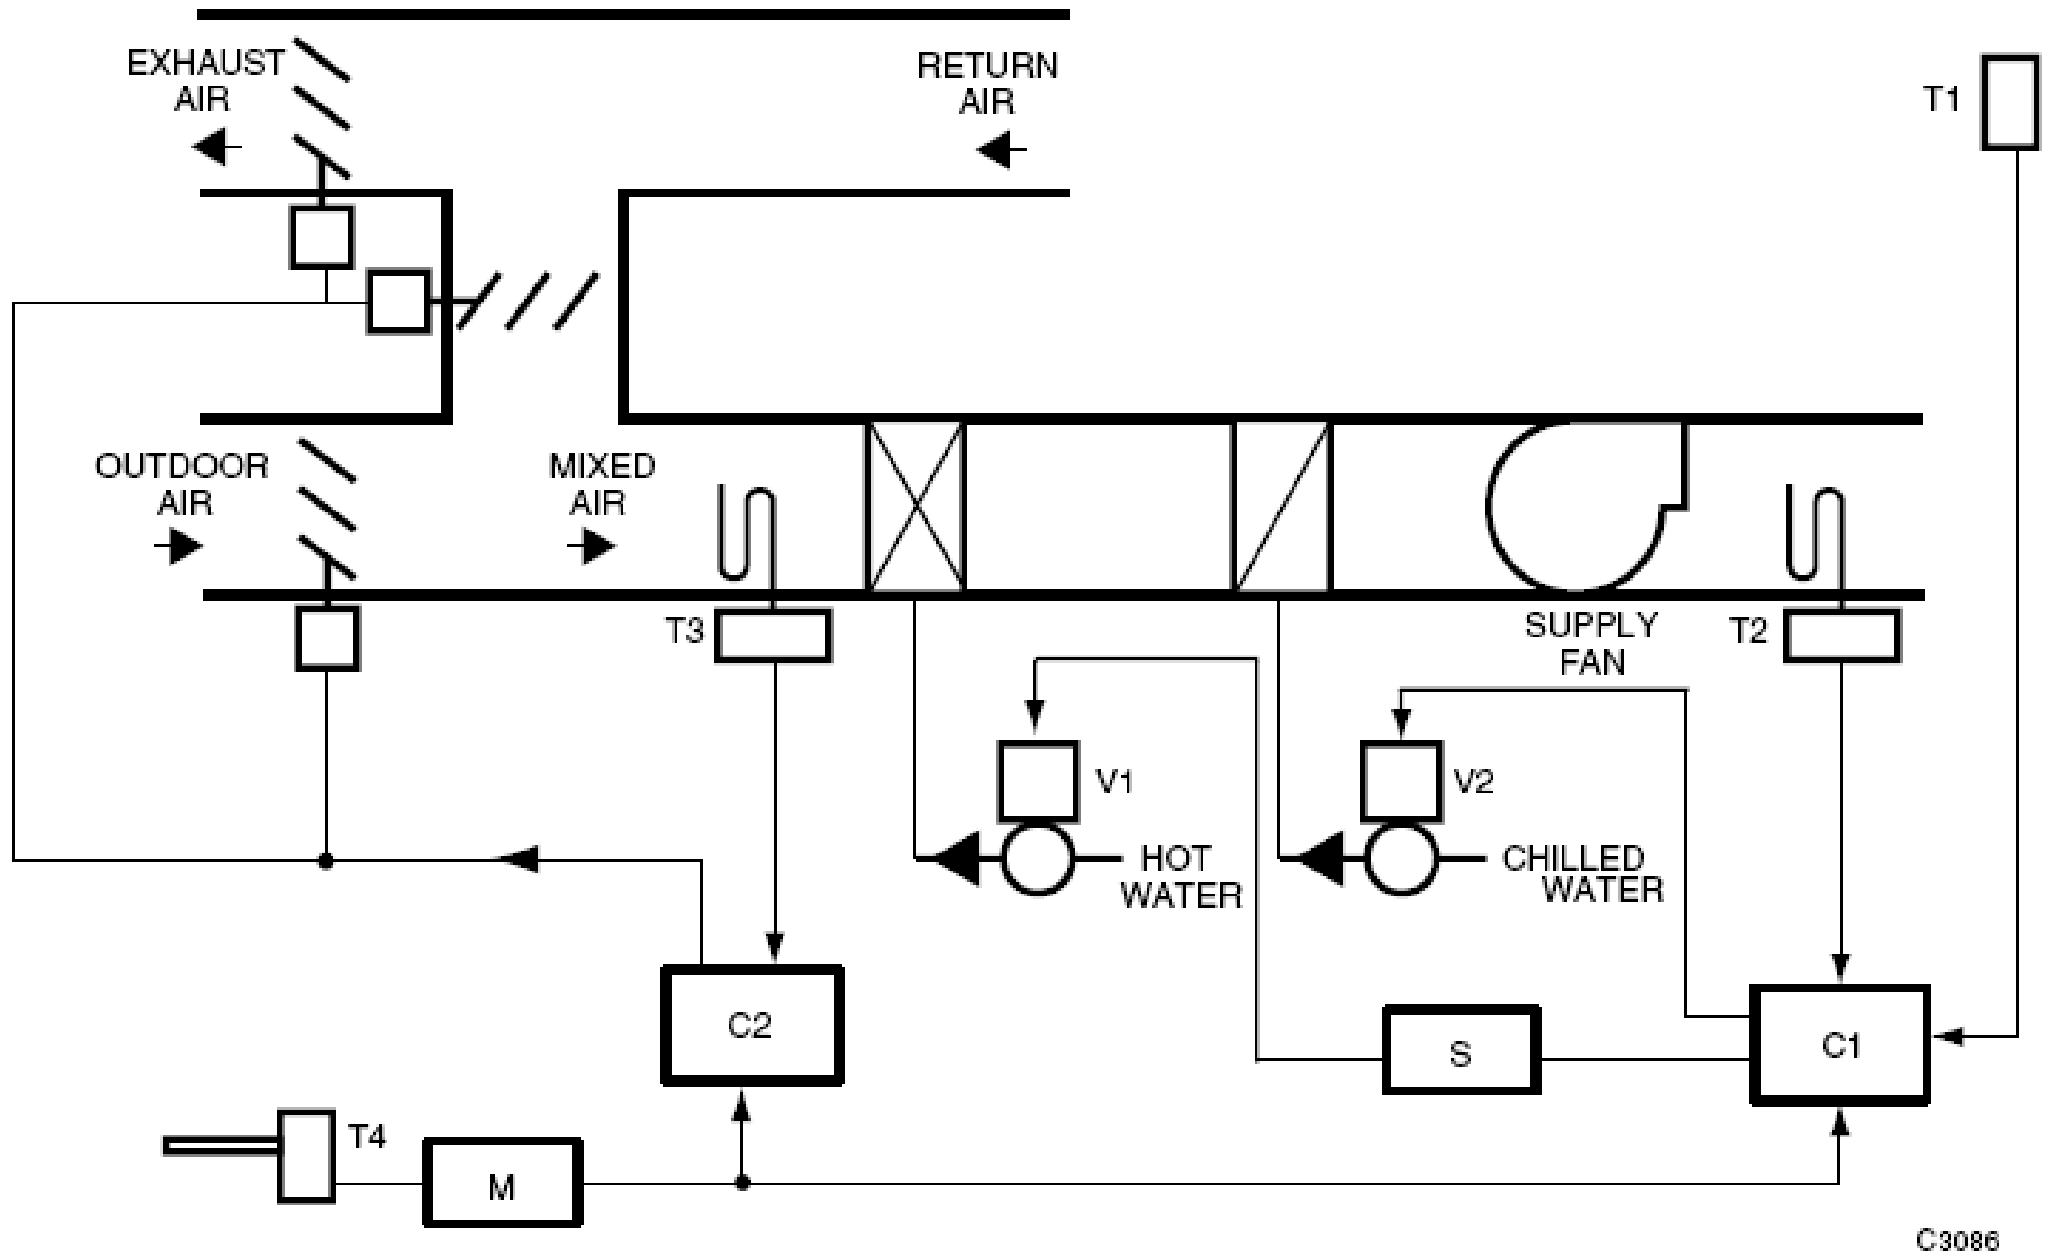 EXHAUST
AIR
RETURN
AIR
T1
OUTDOOR
AIR
MIXED
AIR
T3
SUPPLY
FAN
T2
V1
V2
HOT
WATER
CHILLED
WATER
C2
S
C1
T4
M
C3086